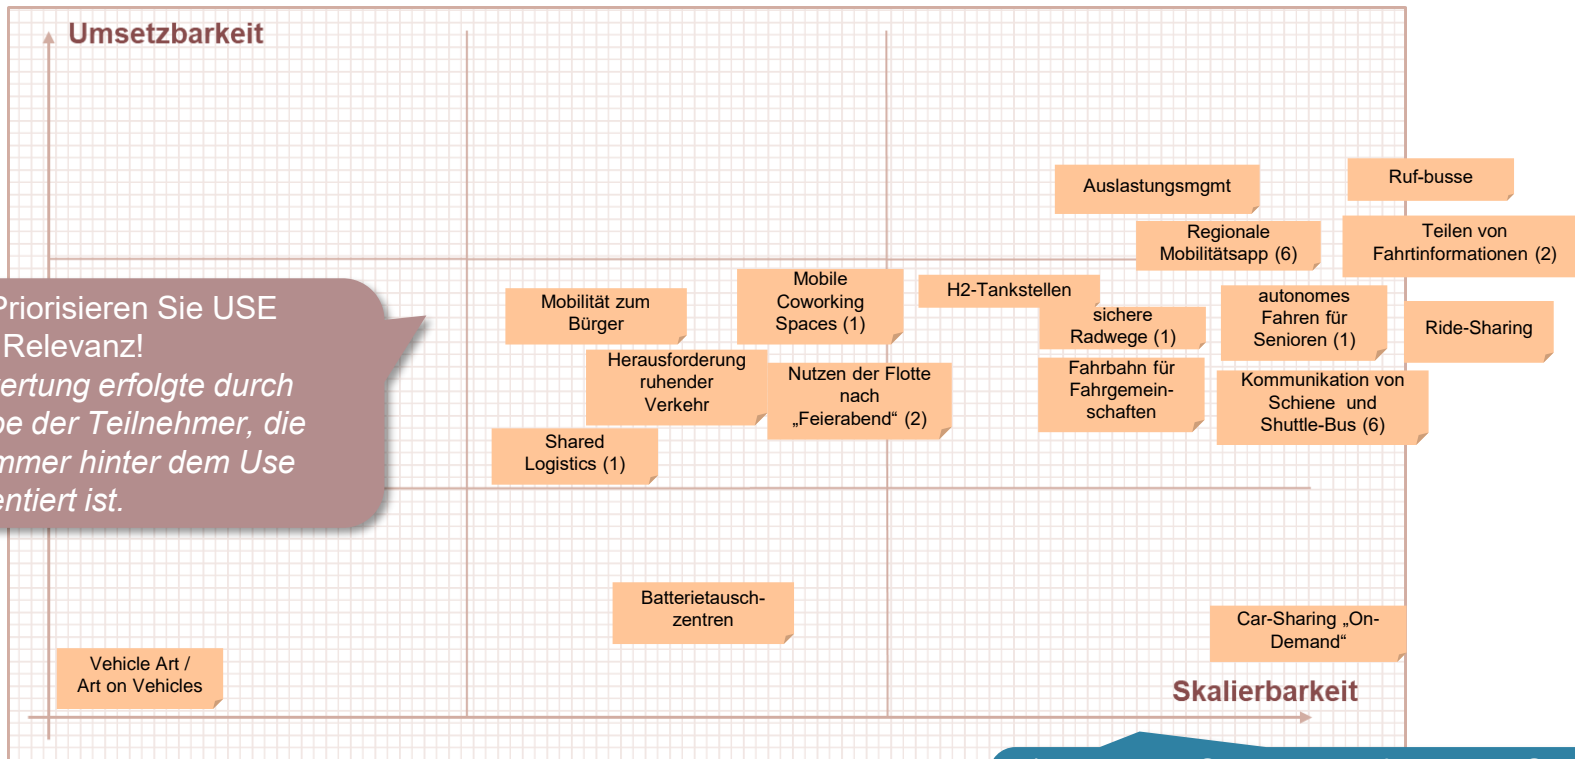 Umsetzbarkeit
Auslastungsmgmt
Ruf-busse
Regionale
Mobilitätsapp (6)
Teilen von
Fahrtinformationen (2)
Priorisieren Sie USE
Relevanz!
erfolgte durch
der Teilnehmer, die
hinter dem Use
ist.
Mobilität zum
Bürger
Mobile
Coworking
Spaces (1)
H2-Tankstellen
sichere
Radwege (1)
autonomes
Fahren für
Senioren (1)
Ride-Sharing
Herausforderung
ruhender
Verkehr
Nutzen der Flotte
nach
„Feierabend“ (2)
Fahrbahn für
Fahrgemein-
schaften
Kommunikation von
Schiene und
Shuttle-Bus (6)
Shared
Logistics (1)
Batterietausch-
zentren
Car-Sharing „On-
Demand“
Vehicle Art /
Art on Vehicles
Skalierbarkeit